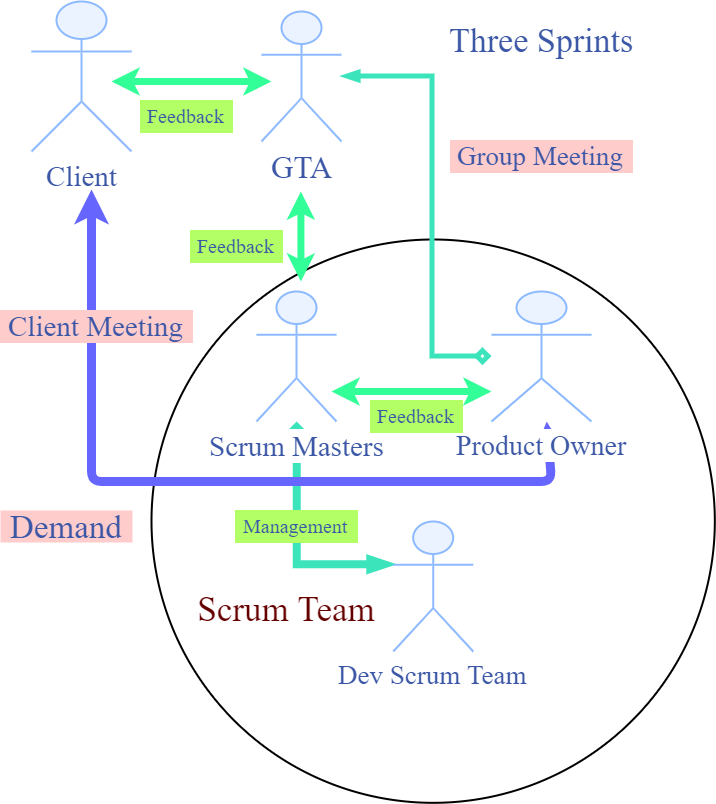 Three Sprints
Feedback
Client
GTA
Group Meeting
Feedback
Client Meeting
Feedback
Scrum Masters
Product Owner
Demand
Management
Scrum Team
Dev Scrum Team